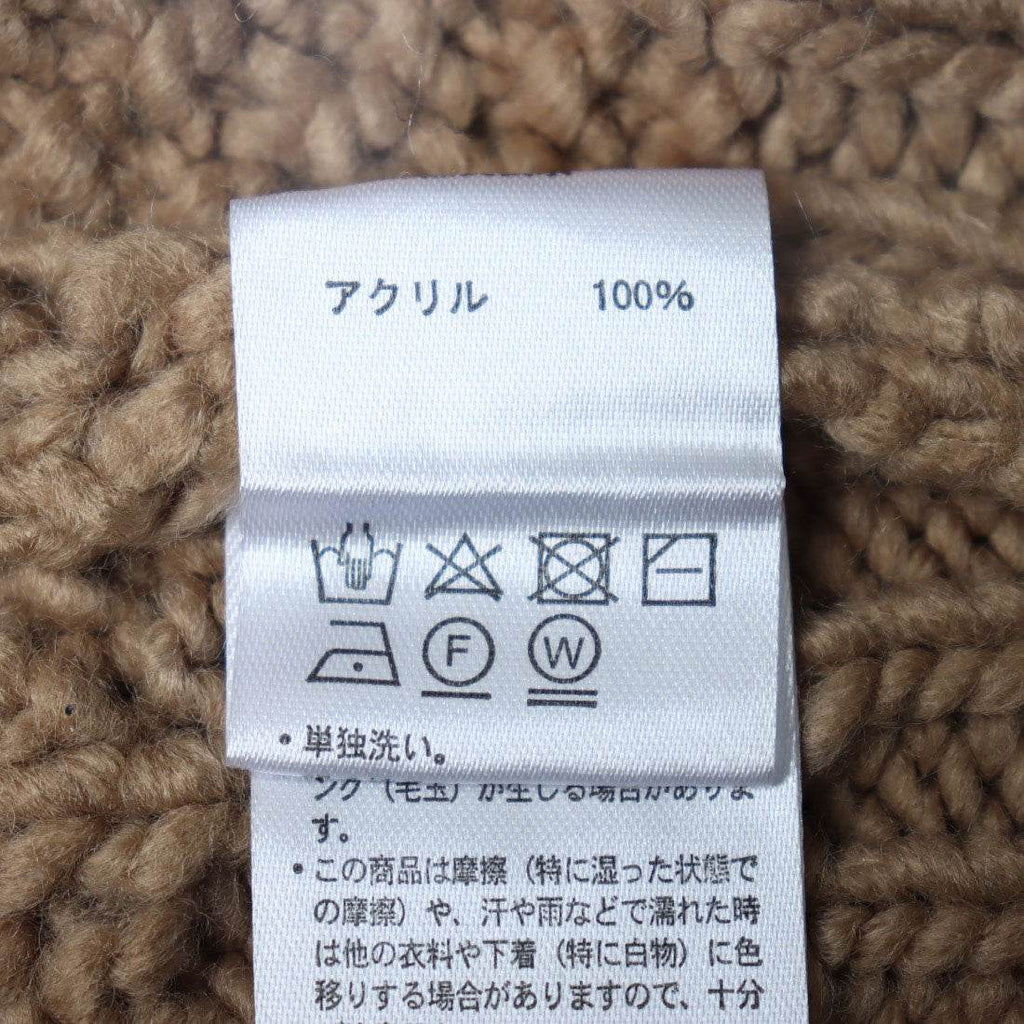 アクリル 100%
F W
・単独洗い。
ング（毛玉）が生じる場合がありま
す。
・この商品は摩擦（特に湿った状態で
の摩擦）や、汗や雨などで濡れた時
は他の衣料や下着（特に白物）に色
移りする場合がありますので、十分